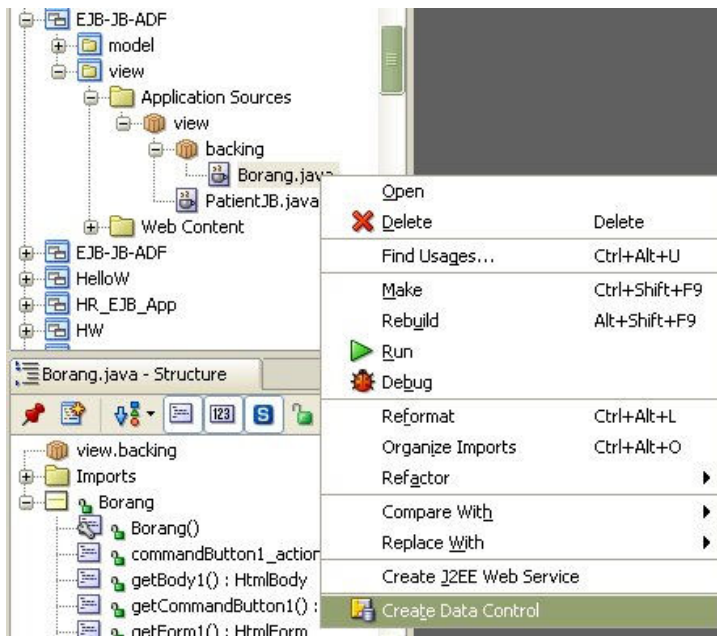 EJB-JB-ADF
model
view
Application Sources
view
backing
Borang.java
PatientJB.java
Web Content
EJB-JB-ADF
HelloW
HR_EJB_App
HW
Borang.java - Structure
123
S
view.backing
Imports
Borang
Borang()
commandButton1_action
getBody1() : HtmlBody
getCommandButton1() :
getForm1() : HtmlForm
Open
Delete Delete
Find Usages... Ctrl+Alt+U
Make Ctrl+Shift+F9
Rebuild Alt+Shift+F9
Run
Debug
Reformat Ctrl+Alt+L
Organize Imports Ctrl+Alt+O
Refactor
Compare With
Replace With
Create J2EE Web Service
Create Data Control